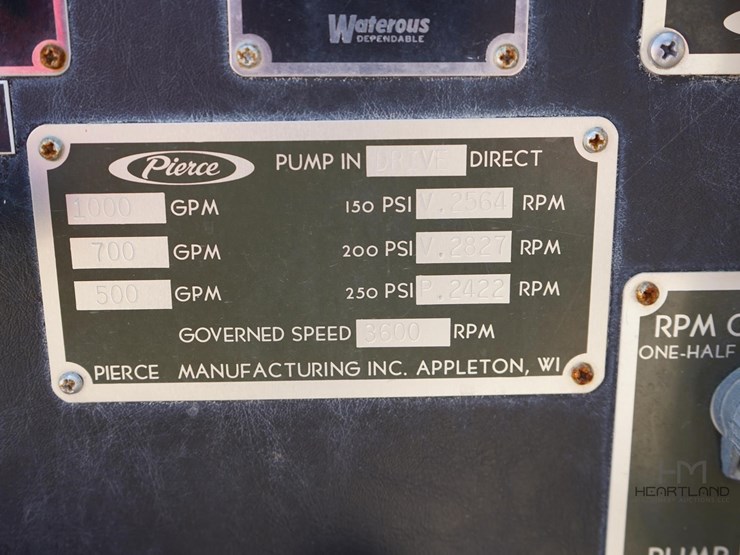 Waterous
DEPENDABLE
Pierce PUMP IN DRIVE DIRECT
1000 GPM 150 PSI V.2564 RPM
700 GPM 200 PSI V.2827 RPM
500 GPM 250 PSI P.2422 RPM
GOVERNED SPEED 3600 RPM
PIERCE MANUFACTURING INC. APPLETON, WI
RPM
ONE-HALF
HM
HEARTLAND
PUMP